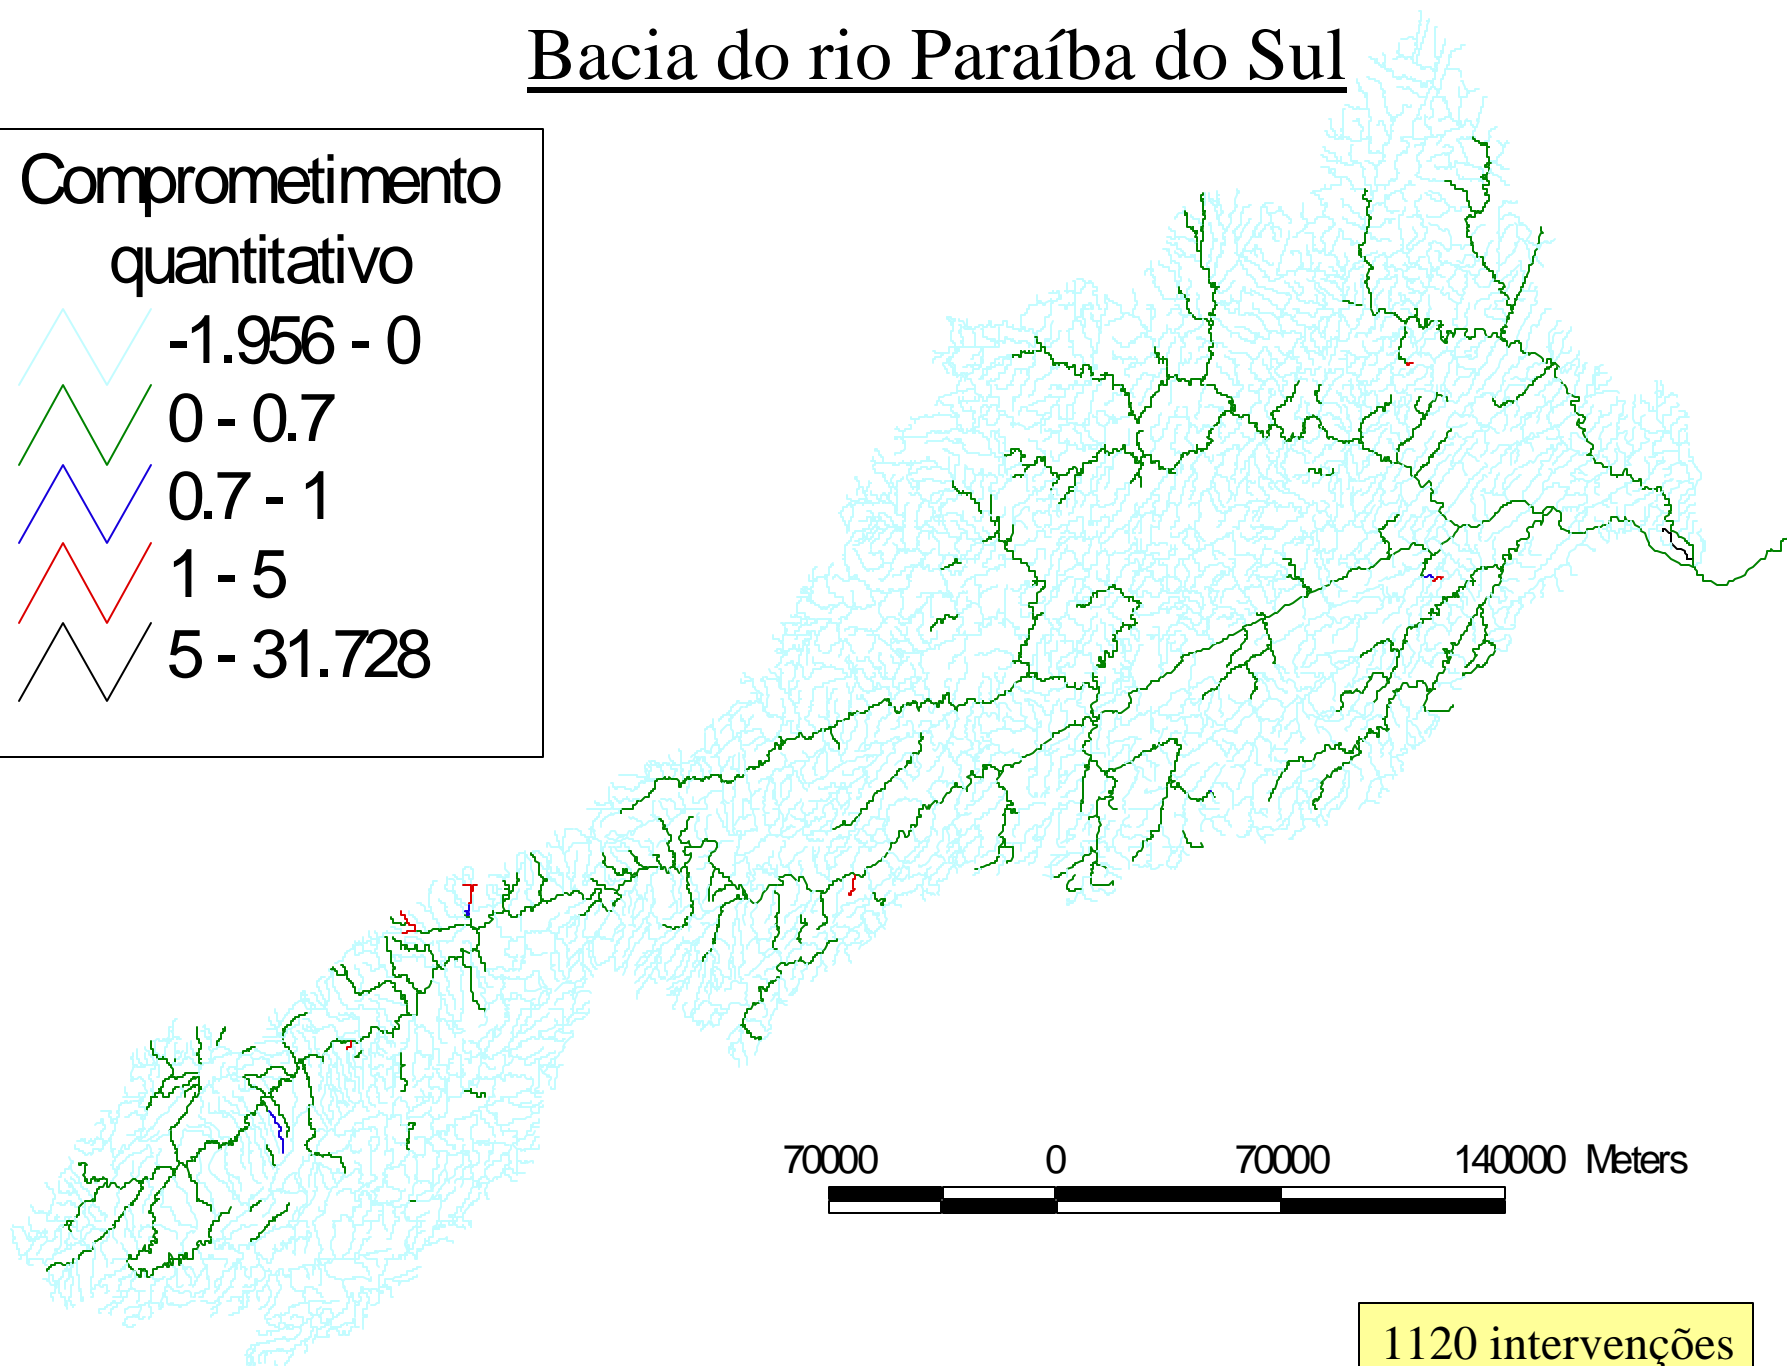 Bacia do rio Paraíba do Sul
Comprometimento
quantitativo
-1.956 - 0
0 - 0.7
0.7 - 1
1 - 5
5 - 31.728
70000 0 70000 140000 Meters
1120 intervenções